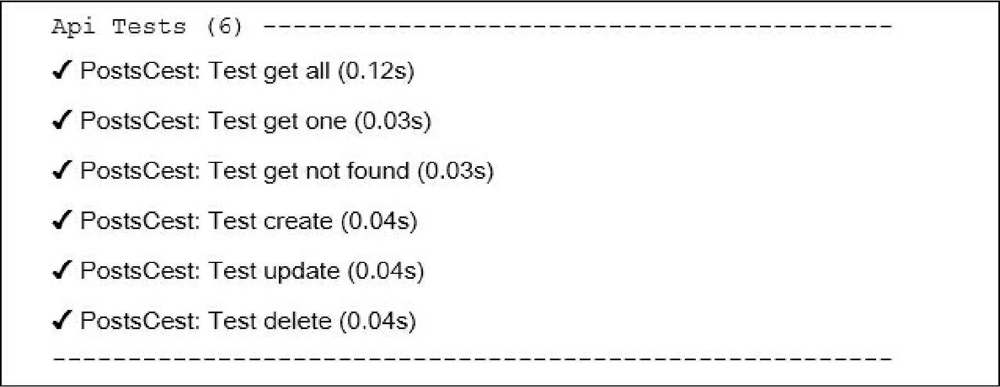 Api Tests (6) ------------------------------------------
✓ PostsCest: Test get all (0.12s)
✓ PostsCest: Test get one (0.03s)
✓ PostsCest: Test get not found (0.03s)
✓ PostsCest: Test create (0.04s)
✓ PostsCest: Test update (0.04s)
✓ PostsCest: Test delete (0.04s)
--------------------------------------------------------